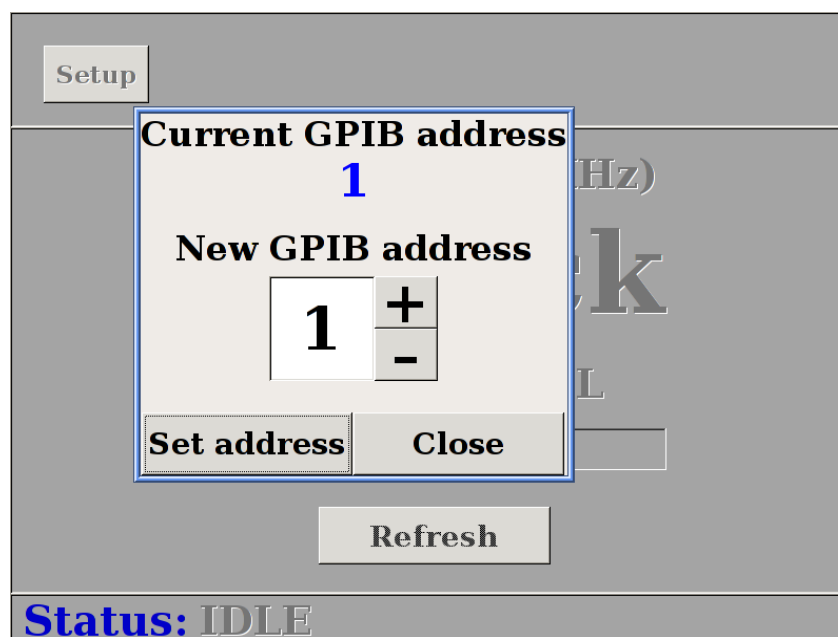 Setup
Current GPIB address
1
New GPIB address
1
+
-
Set address
Close
Refresh
Status: IDLE